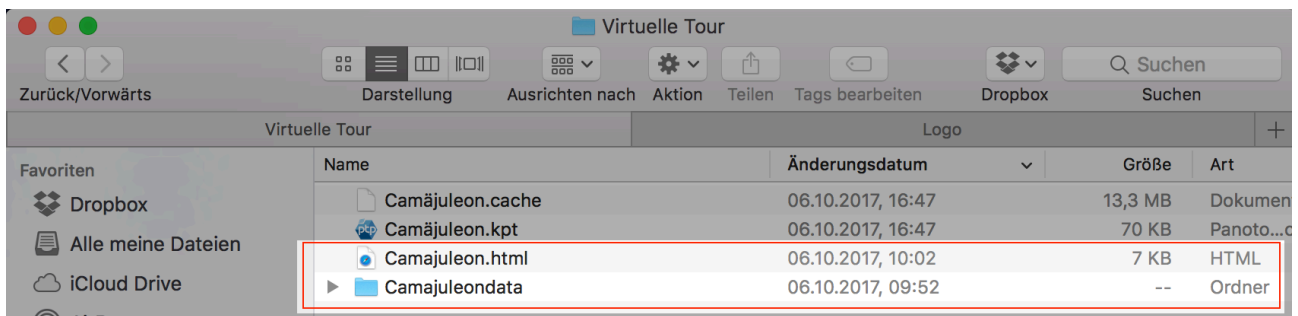 Virtuelle Tour
Suchen
Zurück/Vorwärts Darstellung Ausrichten nach Aktion Teilen Tags bearbeiten Dropbox Suchen
Virtuelle Tour Logo
Favoriten Name Änderungsdatum Größe Art
Dropbox Camäjuleon.cache 06.10.2017, 16:47 13,3 MB Dokumen
Camäjuleon.kpt 06.10.2017, 16:47 70 KB Panoto...c
Alle meine Dateien Camajuleon.html 06.10.2017, 10:02 7 KB HTML
iCloud Drive Camajuleondata 06.10.2017, 09:52 -- Ordner